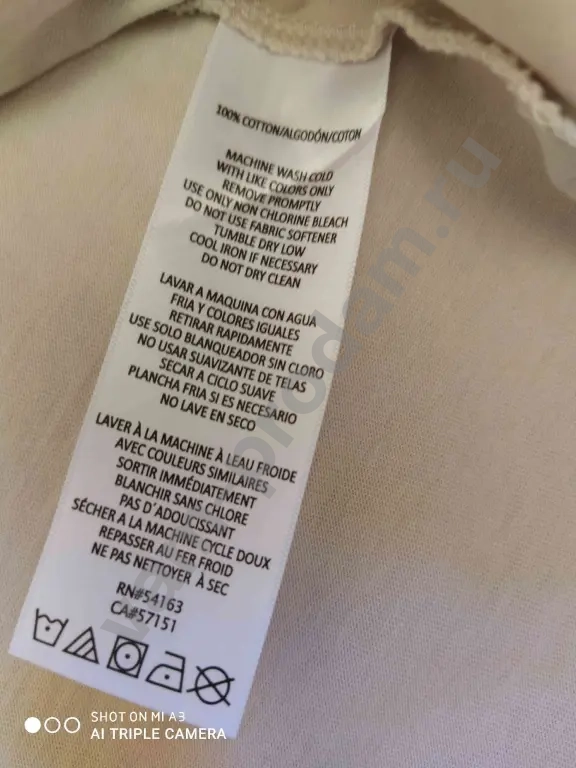 100% COTTON/ALGODÓN/COTON
MACHINE WASH COLD
WITH LIKE COLORS ONLY
REMOVE PROMPTLY
USE ONLY NON CHLORINE BLEACH
DO NOT USE FABRIC SOFTENER
TUMBLE DRY LOW
COOL IRON IF NECESSARY
DO NOT DRY CLEAN
LAVAR A MAQUINA CON AGUA
FRIA Y COLORES IGUALES
RETIRAR RAPIDAMENTE
USE SOLO BLANQUEADOR SIN CLORO
NO USAR SUAVIZANTE DE TELAS
SECAR A CICLO SUAVE
PLANCHA FRIA SI ES NECESARIO
NO LAVE EN SECO
LAVER À LA MACHINE À LEAU FROIDE
AVEC COULEURS SIMILAIRES
SORTIR IMMÉDIATEMENT
BLANCHIR SANS CHLORE
PAS D'ADOUCISSANT
SÉCHER À LA MACHINE CYCLE DOUX
REPASSER AU FER FROID
NE PAS NETTOYER À SEC
RN#54163
CA#57151
SHOT ON MI A3
AI TRIPLE CAMERA